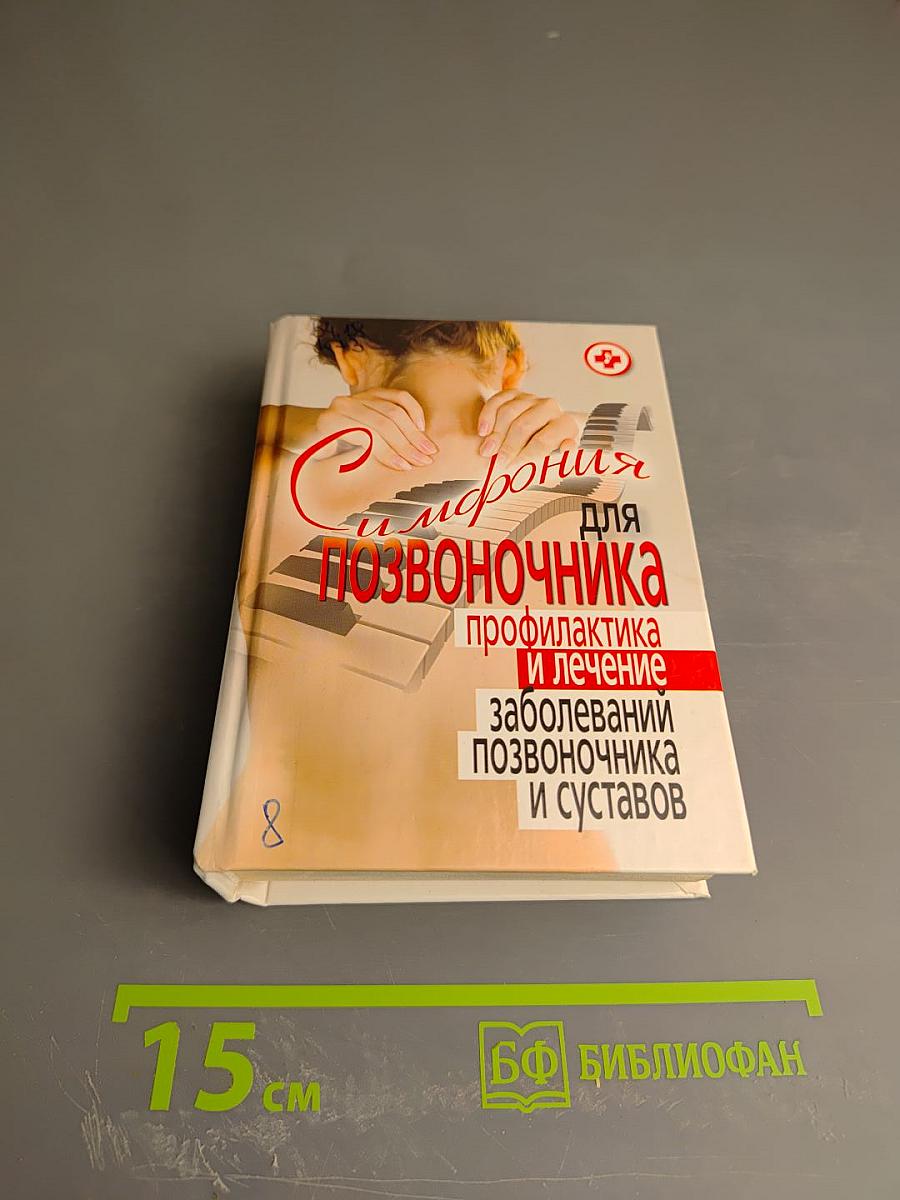 Симфония
для
позвоночника
профилактика
и лечение
заболеваний
позвоночника
и суставов
8
15 см
БФ БИБЛИОФАН